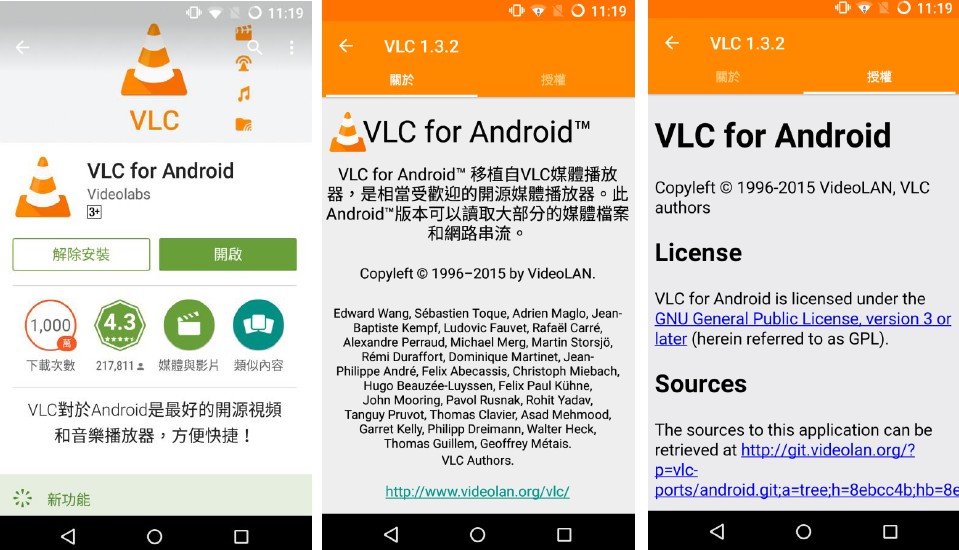 11:19
VLC
VLC for Android
Videolabs
3+
解除安裝
開啟
1,000
萬
4.3
下載次數
217,811
媒體與影片
類似內容
VLC對於Android是最好的開源視頻
和音樂播放器，方便快捷！
新功能
11:19
VLC 1.3.2
關於
授權
VLC for Android™
VLC for Android™ 移植自VLC媒體播放
器，是相當受歡迎的開源媒體播放器。此
Android™版本可以讀取大部分的媒體檔案
和網路串流。
Copyleft © 1996–2015 by VideoLAN.
Edward Wang, Sébastien Toque, Adrien Maglo, Jean-
Baptiste Kempf, Ludovic Fauvet, Rafaël Carré,
Alexandre Perraud, Michael Merg, Martin Storsjö,
Rémi Duraffort, Dominique Martinet, Jean-
Philippe André, Felix Abecassis, Christoph Miebach,
Hugo Beauzée-Luyssen, Felix Paul Kühne,
John Mooring, Pavol Rusnak, Rohit Yadav,
Tanguy Pruvot, Thomas Clavier, Asad Mehmood,
Garret Kelly, Philipp Dreimann, Walter Heck,
Thomas Guillem, Geoffrey Métais.
VLC Authors.
http://www.videolan.org/vlc/
11:19
VLC 1.3.2
關於
授權
VLC for Android
Copyleft © 1996-2015 VideoLAN, VLC
authors
License
VLC for Android is licensed under the
GNU General Public License, version 3 or
later (herein referred to as GPL).
Sources
The sources to this application can be
retrieved at http://git.videolan.org/?
p=vlc-
ports/android.git;a=tree;h=8ebcc4b;hb=8e